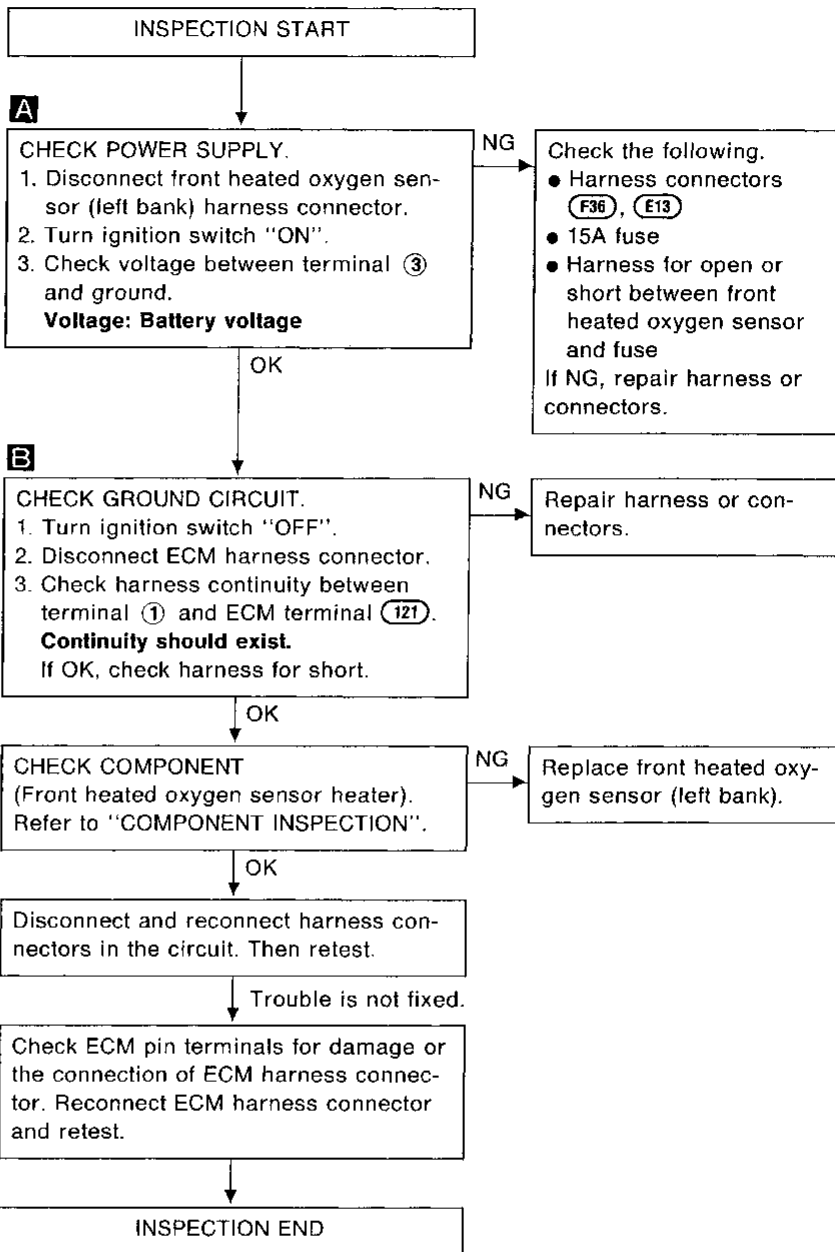 INSPECTION START
A
CHECK POWER SUPPLY.
1. Disconnect front heated oxygen sen-
sor (left bank) harness connector.
2. Turn ignition switch "ON".
3. Check voltage between terminal ③
and ground.
Voltage: Battery voltage
NG
Check the following.
● Harness connectors
F36, E13
● 15A fuse
● Harness for open or
short between front
heated oxygen sensor
and fuse
If NG, repair harness or
connectors.
OK
B
CHECK GROUND CIRCUIT.
1. Turn ignition switch "OFF".
2. Disconnect ECM harness connector.
3. Check harness continuity between
terminal ① and ECM terminal 121.
Continuity should exist.
If OK, check harness for short.
NG
Repair harness or con-
nectors.
OK
CHECK COMPONENT
(Front heated oxygen sensor heater).
Refer to "COMPONENT INSPECTION".
NG
Replace front heated oxy-
gen sensor (left bank).
OK
Disconnect and reconnect harness con-
nectors in the circuit. Then retest.
Trouble is not fixed.
Check ECM pin terminals for damage or
the connection of ECM harness connec-
tor. Reconnect ECM harness connector
and retest.
INSPECTION END